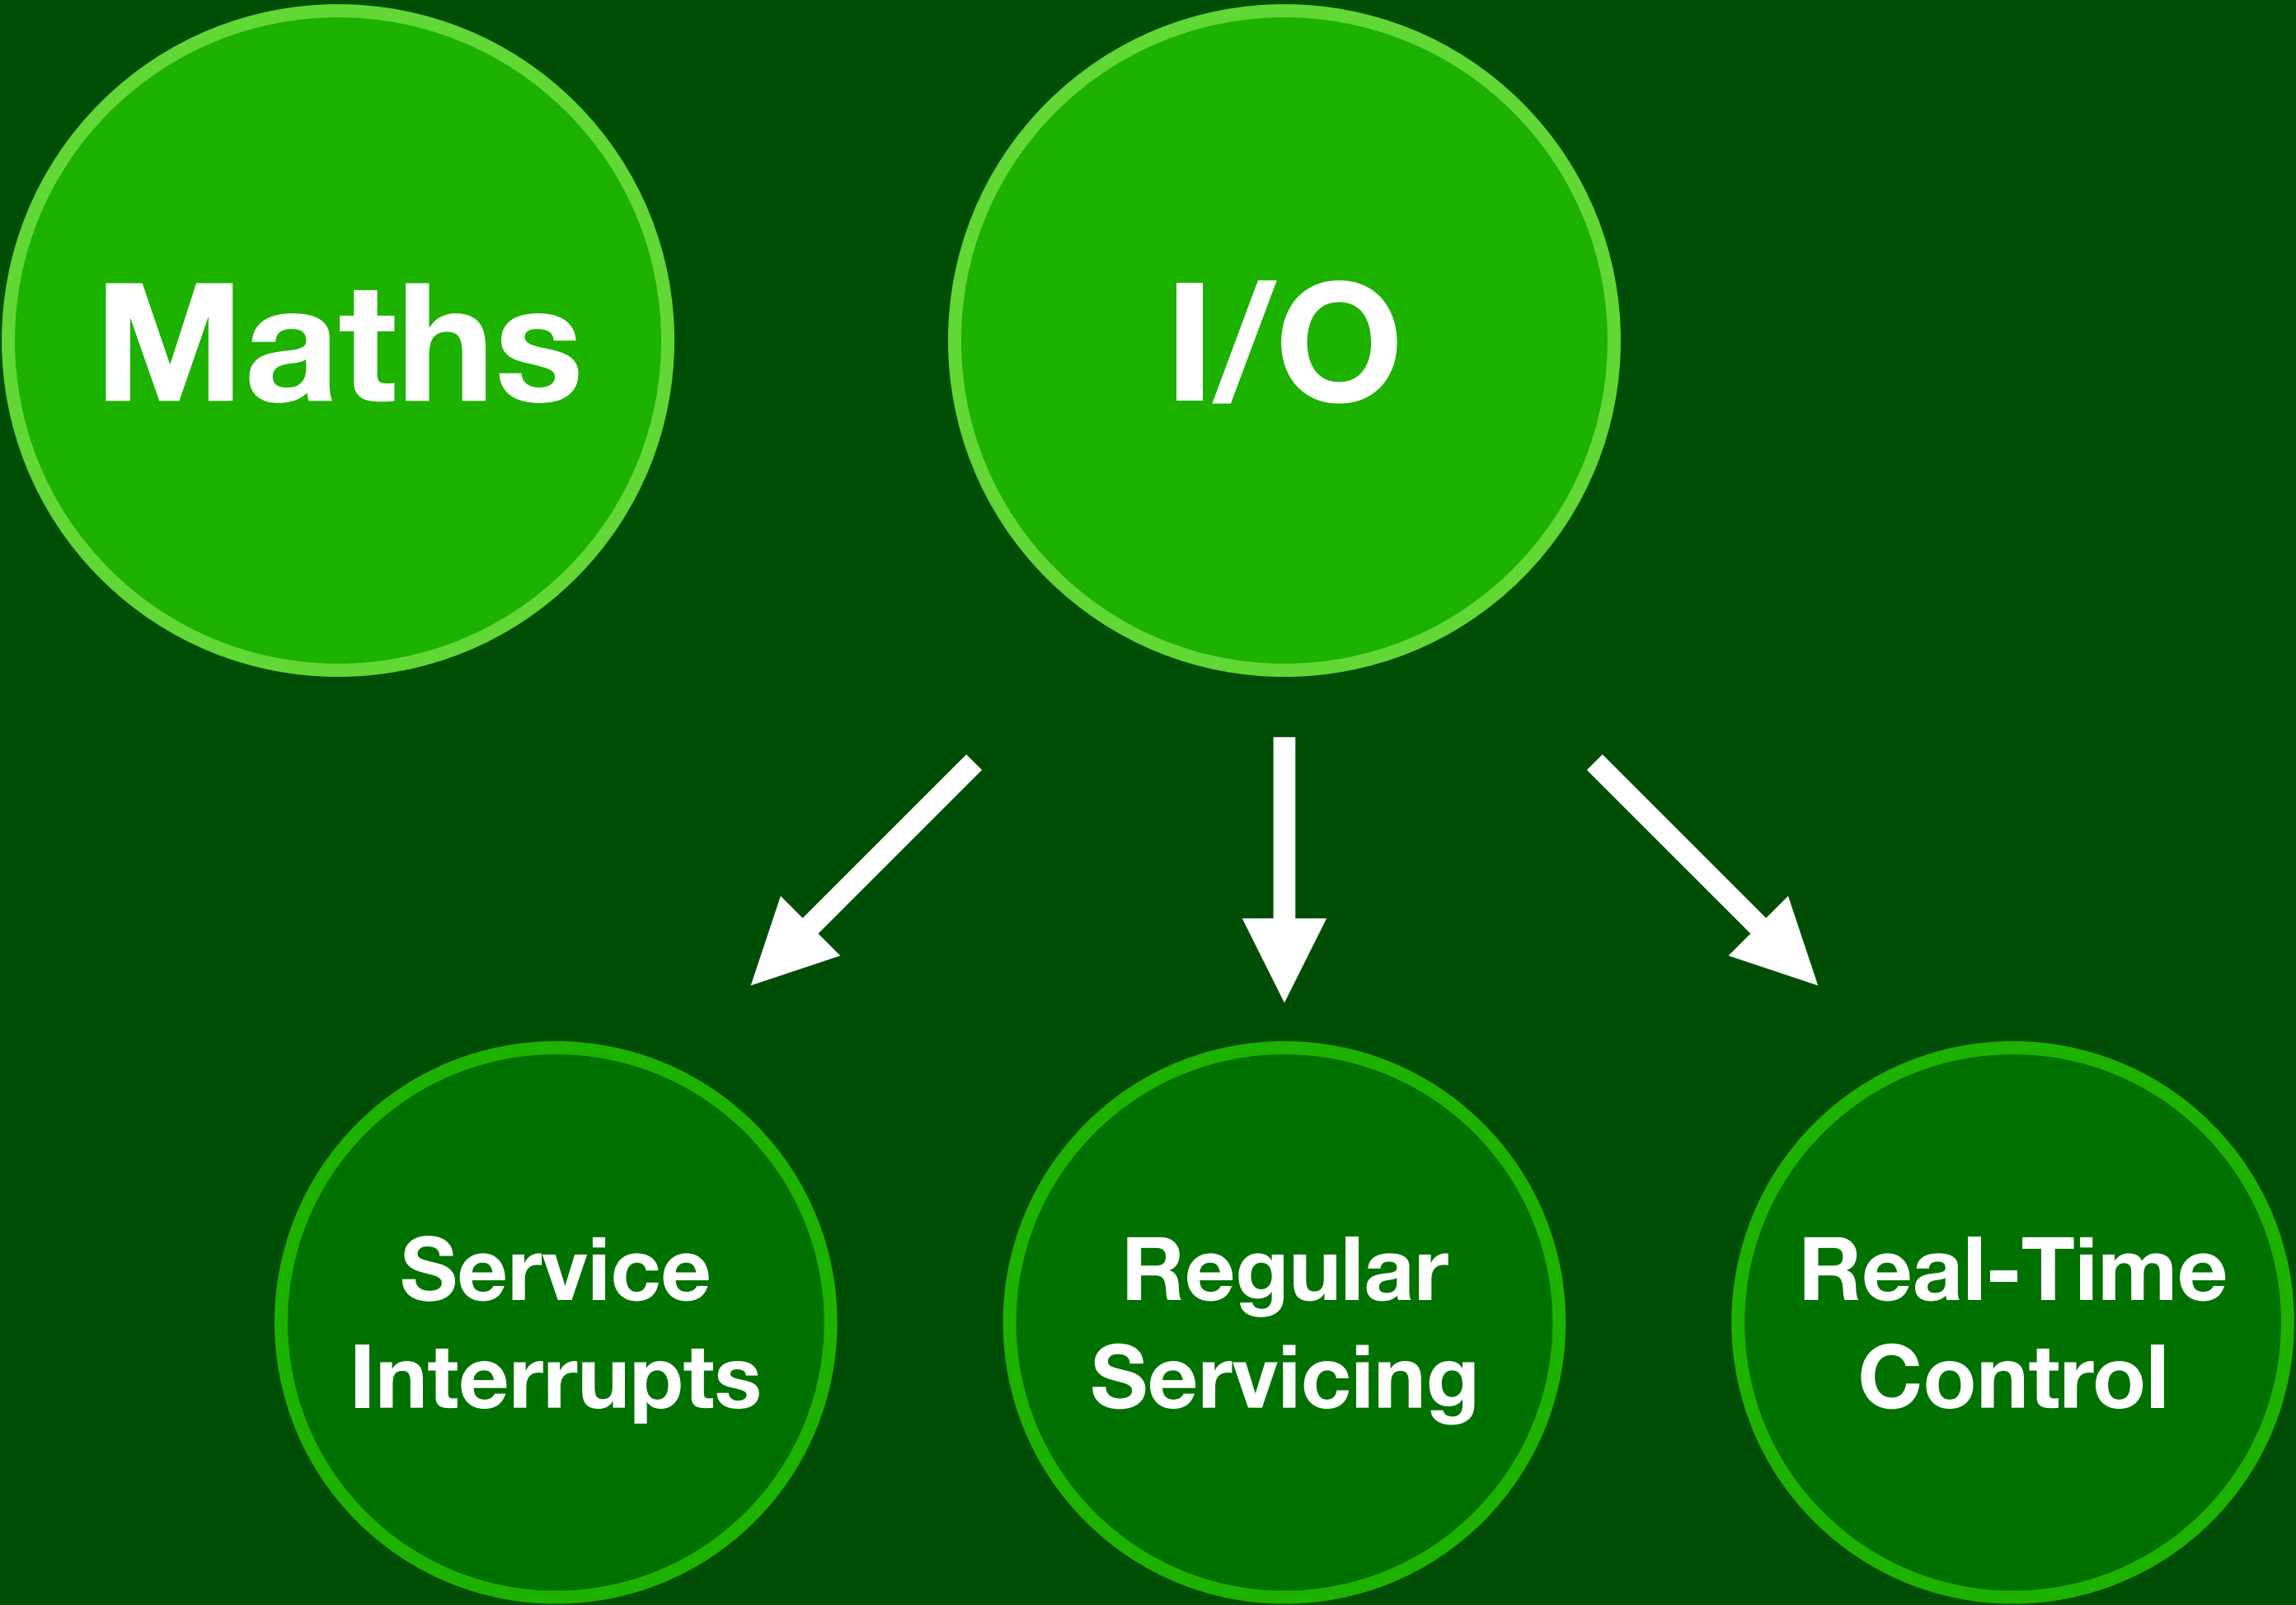 Maths
I/O
Service
Interrupts
Regular
Servicing
Real-Time
Control